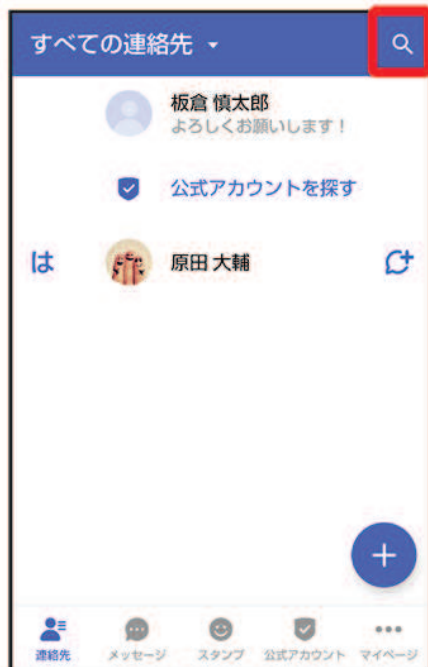 すべての連絡先
板倉 慎太郎
よろしくお願いします！
公式アカウントを探す
は
原田 大輔
連絡先 メッセージ スタンプ 公式アカウント マイページ